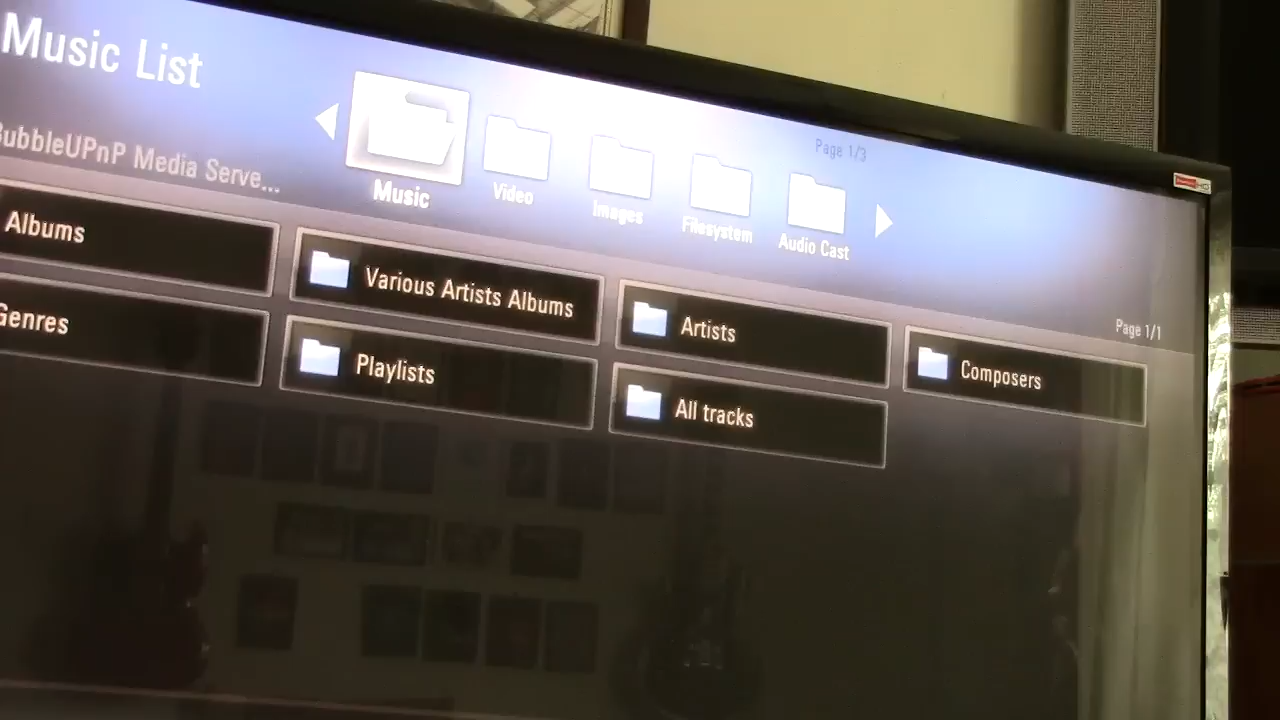 Music List
BubbleUPnP Media Serve...
Music
Video
Images
Filesystem
Audio Cast
Page 1/3
Page 1/1
Albums
Various Artists Albums
Artists
Composers
Genres
Playlists
All tracks